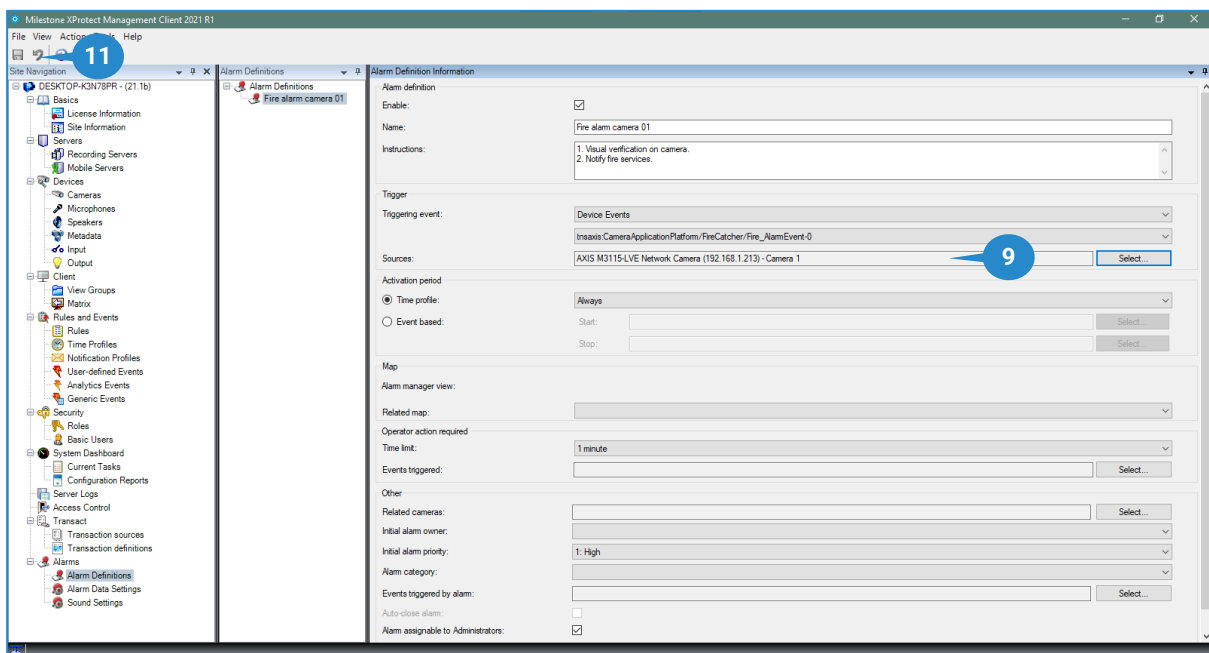 Milestone XProtect Management Client 2021 R1
File View Action Help
11
Site Navigation
DESKTOP-K3N78PR - (21.1b)
Basics
License Information
Site Information
Servers
Recording Servers
Mobile Servers
Devices
Cameras
Microphones
Speakers
Metadata
Input
Output
Client
View Groups
Matrix
Rules and Events
Rules
Time Profiles
Notification Profiles
User-defined Events
Analytics Events
Generic Events
Security
Roles
Basic Users
System Dashboard
Current Tasks
Configuration Reports
Server Logs
Access Control
Transact
Transaction sources
Transaction definitions
Alarms
Alarm Definitions
Alarm Data Settings
Sound Settings
Alarm Definitions
Alarm Definitions
Fire alarm camera 01
Alarm Definition Information
Alarm definition
Enable:
Name: Fire alarm camera 01
Instructions: 1. Visual verification on camera.
2. Notify fire services.
Trigger
Triggering event: Device Events
tnsaxis:CameraApplicationPlatform/FireCatcher/Fire_AlarmEvent-0
Sources: AXIS M3115-LVE Network Camera (192.168.1.213) - Camera 1 9 Select...
Activation period
Time profile: Always
Event based: Start: Select...
Stop: Select...
Map
Alarm manager view:
Related map:
Operator action required
Time limit: 1 minute
Events triggered: Select...
Other
Related cameras: Select...
Initial alarm owner:
Initial alarm priority: 1: High
Alarm category:
Events triggered by alarm: Select...
Auto-close alarm:
Alarm assignable to Administrators: